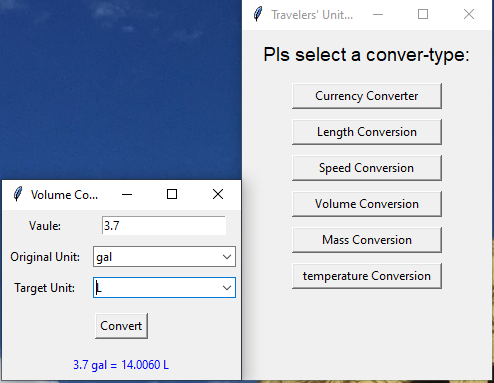 Travelers' Unit...
Pls select a conver-type:
Currency Converter
Length Conversion
Speed Conversion
Volume Conversion
Mass Conversion
temperature Conversion
Volume Co...
Vaule:
3.7
Original Unit:
gal
Target Unit:
L
Convert
3.7 gal = 14.0060 L